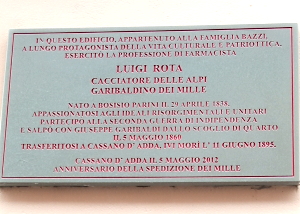 IN QUESTO EDIFICIO, APPARTENUTO ALLA FAMIGLIA BAZZI,
A LUNGO PROTAGONISTA DELLA VITA CULTURALE E PATRIOTTICA,
ESERCITÒ LA PROFESSIONE DI FARMACISTA
LUIGI ROTA
CACCIATORE DELLE ALPI
GARIBALDINO DEI MILLE
NATO A BOSISIO PARINI IL 29 APRILE 1838,
APPASSIONATOSI AGLI IDEALI RISORGIMENTALI E UNITARI
PARTECIPÒ ALLA SECONDA GUERRA DI INDIPENDENZA
E SALPÒ CON GIUSEPPE GARIBALDI DALLO SCOGLIO DI QUARTO
IL 5 MAGGIO 1860.
TRASFERITOSI A CASSANO D'ADDA, IVI MORÌ L'11 GIUGNO 1895.
CASSANO D'ADDA IL 5 MAGGIO 2012
ANNIVERSARIO DELLA SPEDIZIONE DEI MILLE